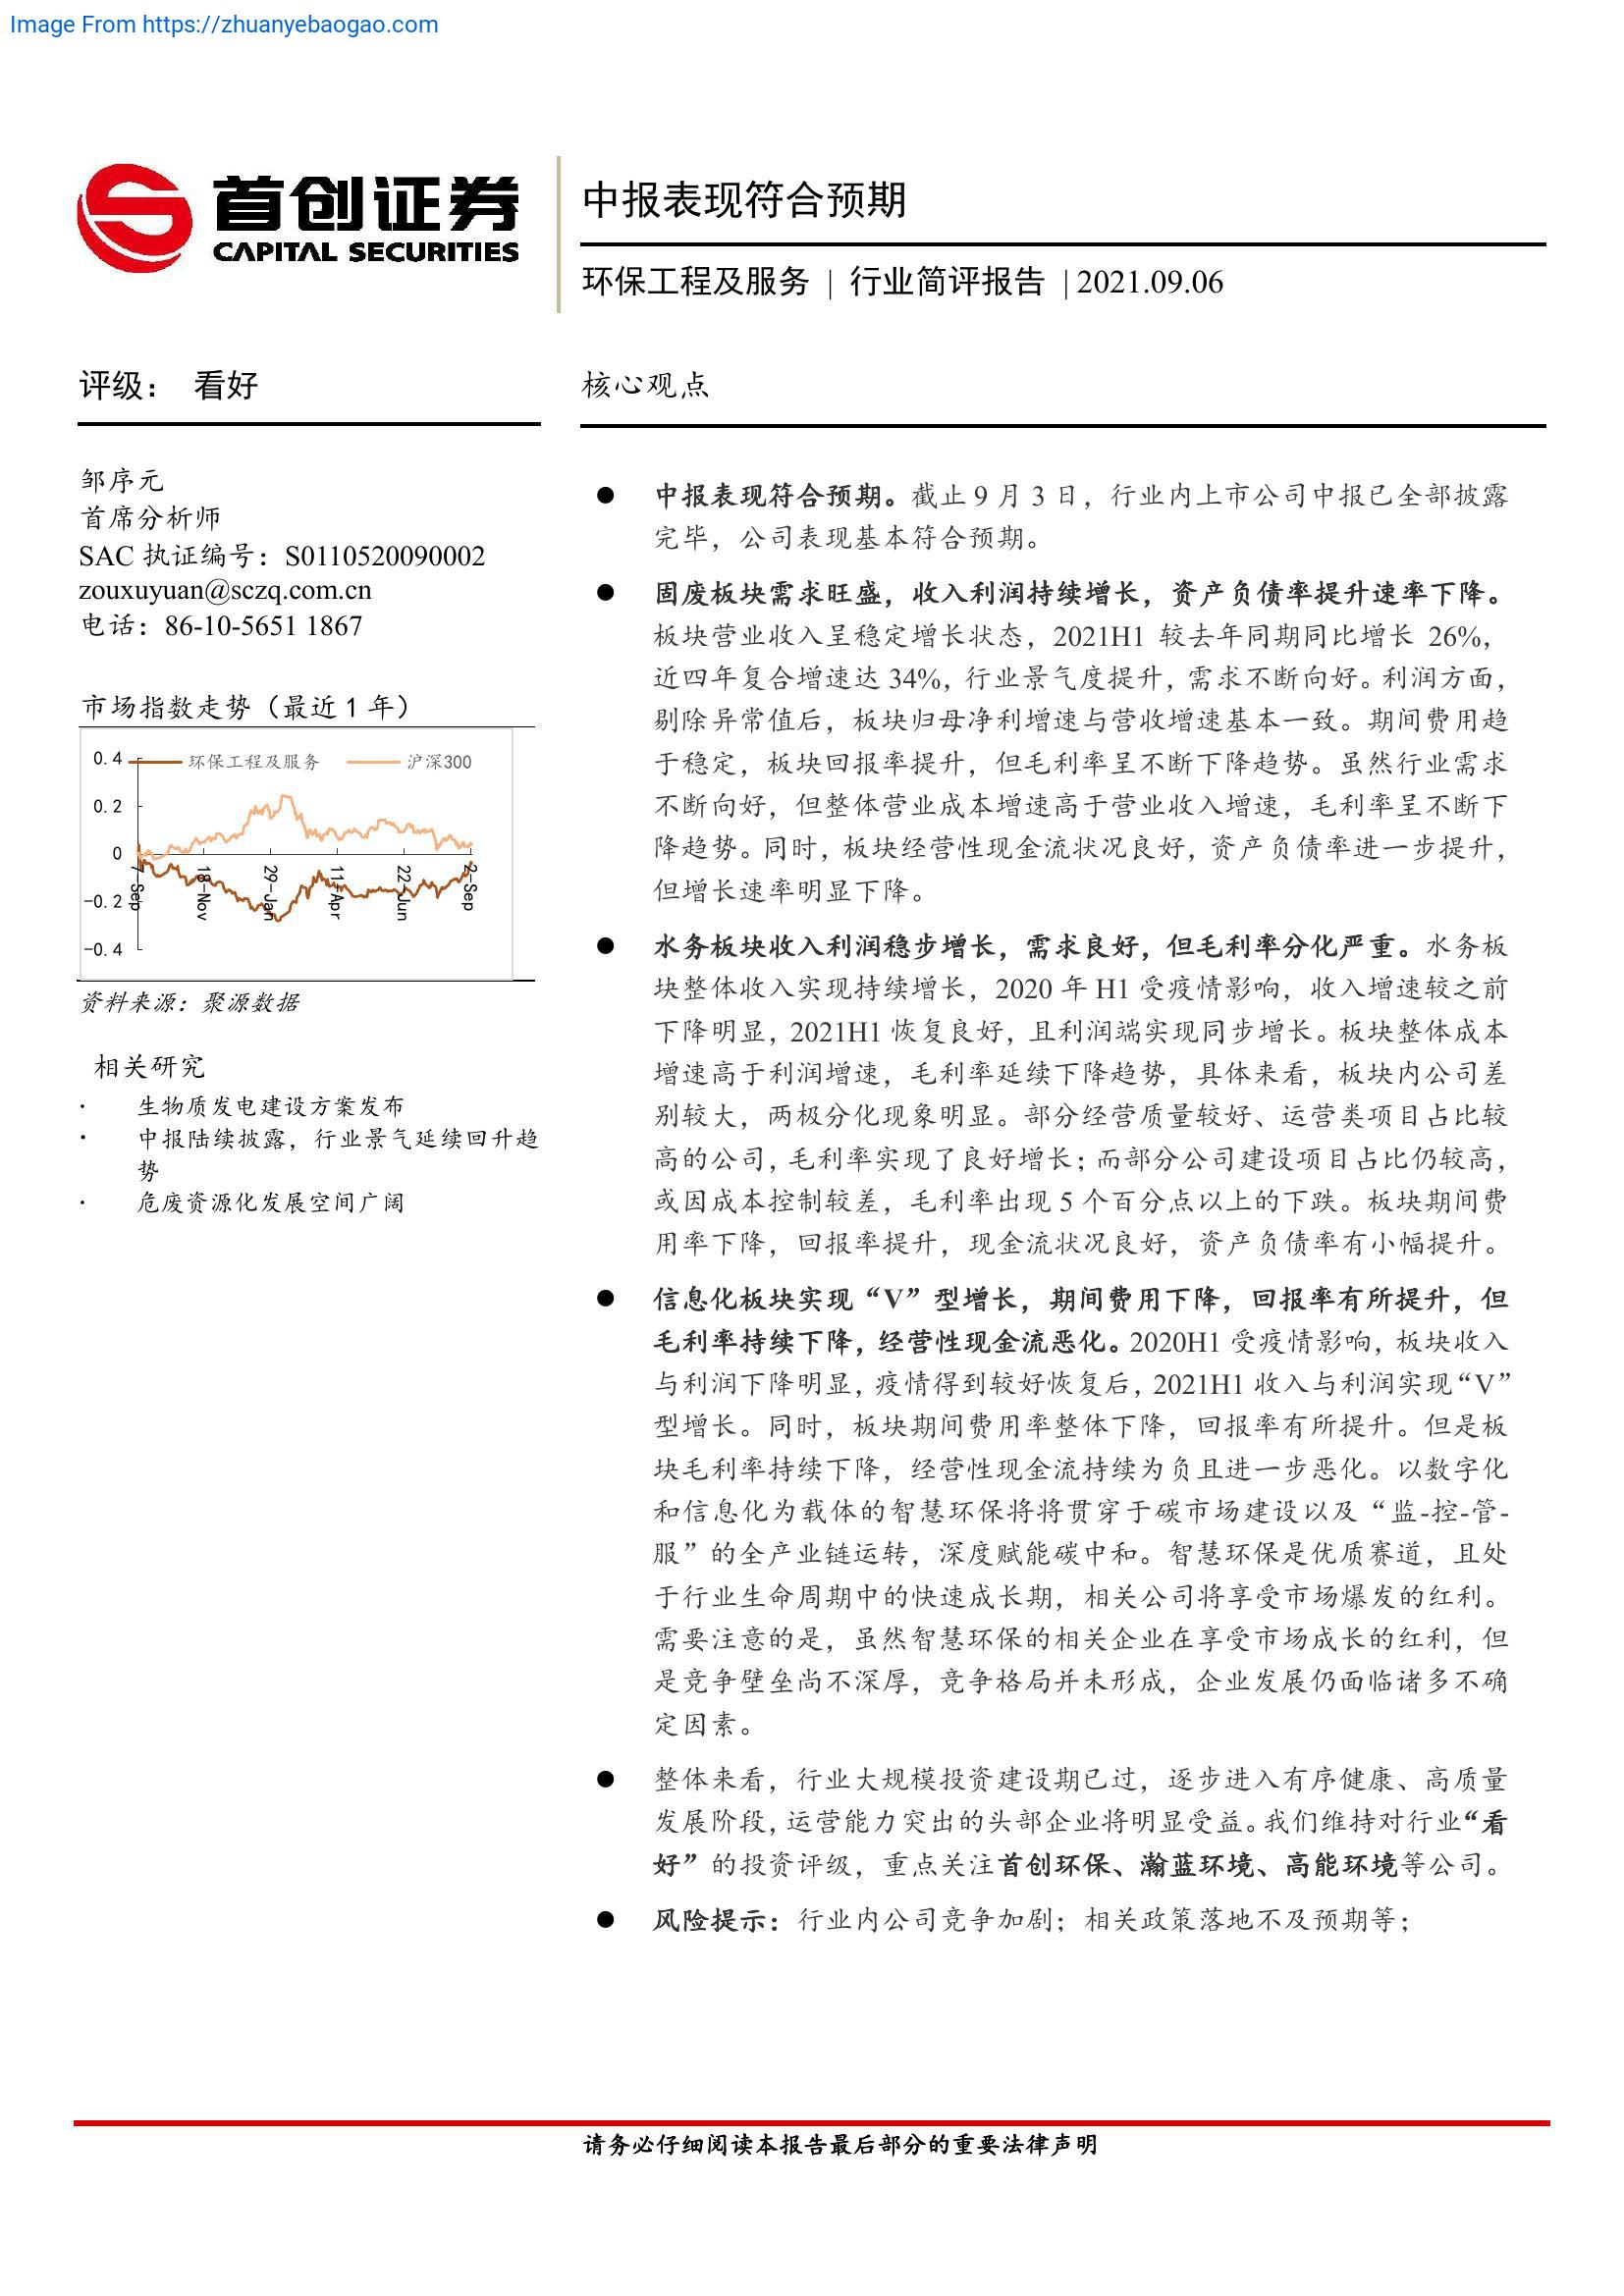 Image From https://zhuanyebaogao.com
首创证券
CAPITAL SECURITIES
中报表现符合预期
环保工程及服务 | 行业简评报告 | 2021.09.06
评级： 看好
邹序元
首席分析师
SAC 执证编号：S0110520090002
zouxuyuan@sczq.com.cn
电话：86-10-5651 1867
市场指数走势（最近 1 年）
环保工程及服务 沪深300
0.4
0.2
0
-0.2
-0.4
7-Sep
18-Nov
29-Jan
11-Apr
22-Jun
2-Sep
资料来源：聚源数据
相关研究
· 生物质发电建设方案发布
· 中报陆续披露，行业景气延续回升趋
势
· 危废资源化发展空间广阔
核心观点
● 中报表现符合预期。截止 9 月 3 日，行业内上市公司中报已全部披露
完毕，公司表现基本符合预期。
● 固废板块需求旺盛，收入利润持续增长，资产负债率提升速率下降。
板块营业收入呈稳定增长状态，2021H1 较去年同期同比增长 26%，
近四年复合增速达 34%，行业景气度提升，需求不断向好。利润方面，
剔除异常值后，板块归母净利增速与营收增速基本一致。期间费用趋
于稳定，板块回报率提升，但毛利率呈不断下降趋势。虽然行业需求
不断向好，但整体营业成本增速高于营业收入增速，毛利率呈不断下
降趋势。同时，板块经营性现金流状况良好，资产负债率进一步提升，
但增长速率明显下降。
● 水务板块收入利润稳步增长，需求良好，但毛利率分化严重。水务板
块整体收入实现持续增长，2020 年 H1 受疫情影响，收入增速较之前
下降明显，2021H1 恢复良好，且利润端实现同步增长。板块整体成本
增速高于利润增速，毛利率延续下降趋势，具体来看，板块内公司差
别较大，两极分化现象明显。部分经营质量较好、运营类项目占比较
高的公司，毛利率实现了良好增长；而部分公司建设项目占比仍较高，
或因成本控制较差，毛利率出现 5 个百分点以上的下跌。板块期间费
用率下降，回报率提升，现金流状况良好，资产负债率有小幅提升。
● 信息化板块实现“V”型增长，期间费用下降，回报率有所提升，但
毛利率持续下降，经营性现金流恶化。2020H1 受疫情影响，板块收入
与利润下降明显，疫情得到较好恢复后，2021H1 收入与利润实现“V”
型增长。同时，板块期间费用率整体下降，回报率有所提升。但是板
块毛利率持续下降，经营性现金流持续为负且进一步恶化。以数字化
和信息化为载体的智慧环保将将贯穿于碳市场建设以及“监-控-管-
服”的全产业链运转，深度赋能碳中和。智慧环保是优质赛道，且处
于行业生命周期中的快速成长期，相关公司将享受市场爆发的红利。
需要注意的是，虽然智慧环保的相关企业在享受市场成长的红利，但
是竞争壁垒尚不深厚，竞争格局并未形成，企业发展仍面临诸多不确
定因素。
● 整体来看，行业大规模投资建设期已过，逐步进入有序健康、高质量
发展阶段，运营能力突出的头部企业将明显受益。我们维持对行业“看
好”的投资评级，重点关注首创环保、瀚蓝环境、高能环境等公司。
● 风险提示：行业内公司竞争加剧；相关政策落地不及预期等；
请务必仔细阅读本报告最后部分的重要法律声明